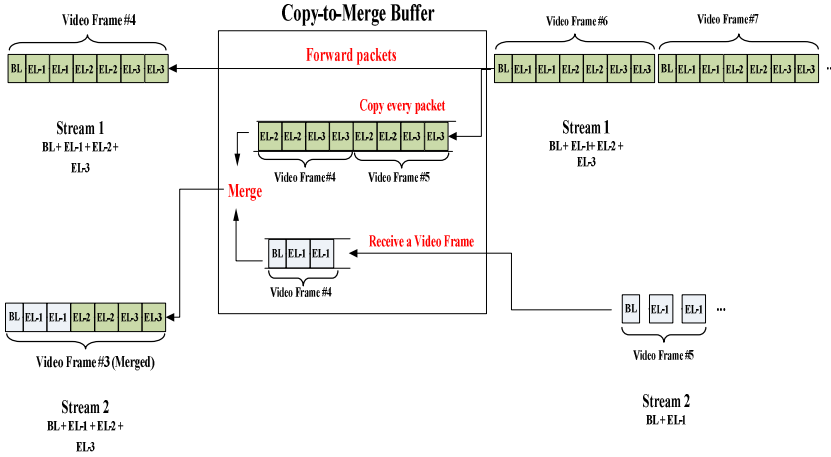 Copy-to-Merge Buffer
Video Frame#4
Video Frame#6
Video Frame#7
BL EL-1 EL-1 EL-2 EL-2 EL-3 EL-3
Forward packets
BL EL-1 EL-1 EL-2 EL-2 EL-3 EL-3
BL EL-1 EL-1 EL-2 EL-2 EL-3 EL-3 ...
Copy every packet
Stream 1
BL + EL-1 + EL-2 +
EL-3
EL-2 EL-2 EL-3 EL-3 EL-2 EL-2 EL-3 EL-3
Video Frame#4
Video Frame#5
Stream 1
BL + EL-1+ EL-2 +
EL-3
Merge
Receive a Video Frame
BL EL-1 EL-1
Video Frame #4
BL EL-1 EL-1 EL-2 EL-2 EL-3 EL-3
Video Frame #3 (Merged)
Stream 2
BL + EL-1 + EL-2 +
EL-3
BL EL-1 EL-1 ...
Video Frame #5
Stream 2
BL + EL-1